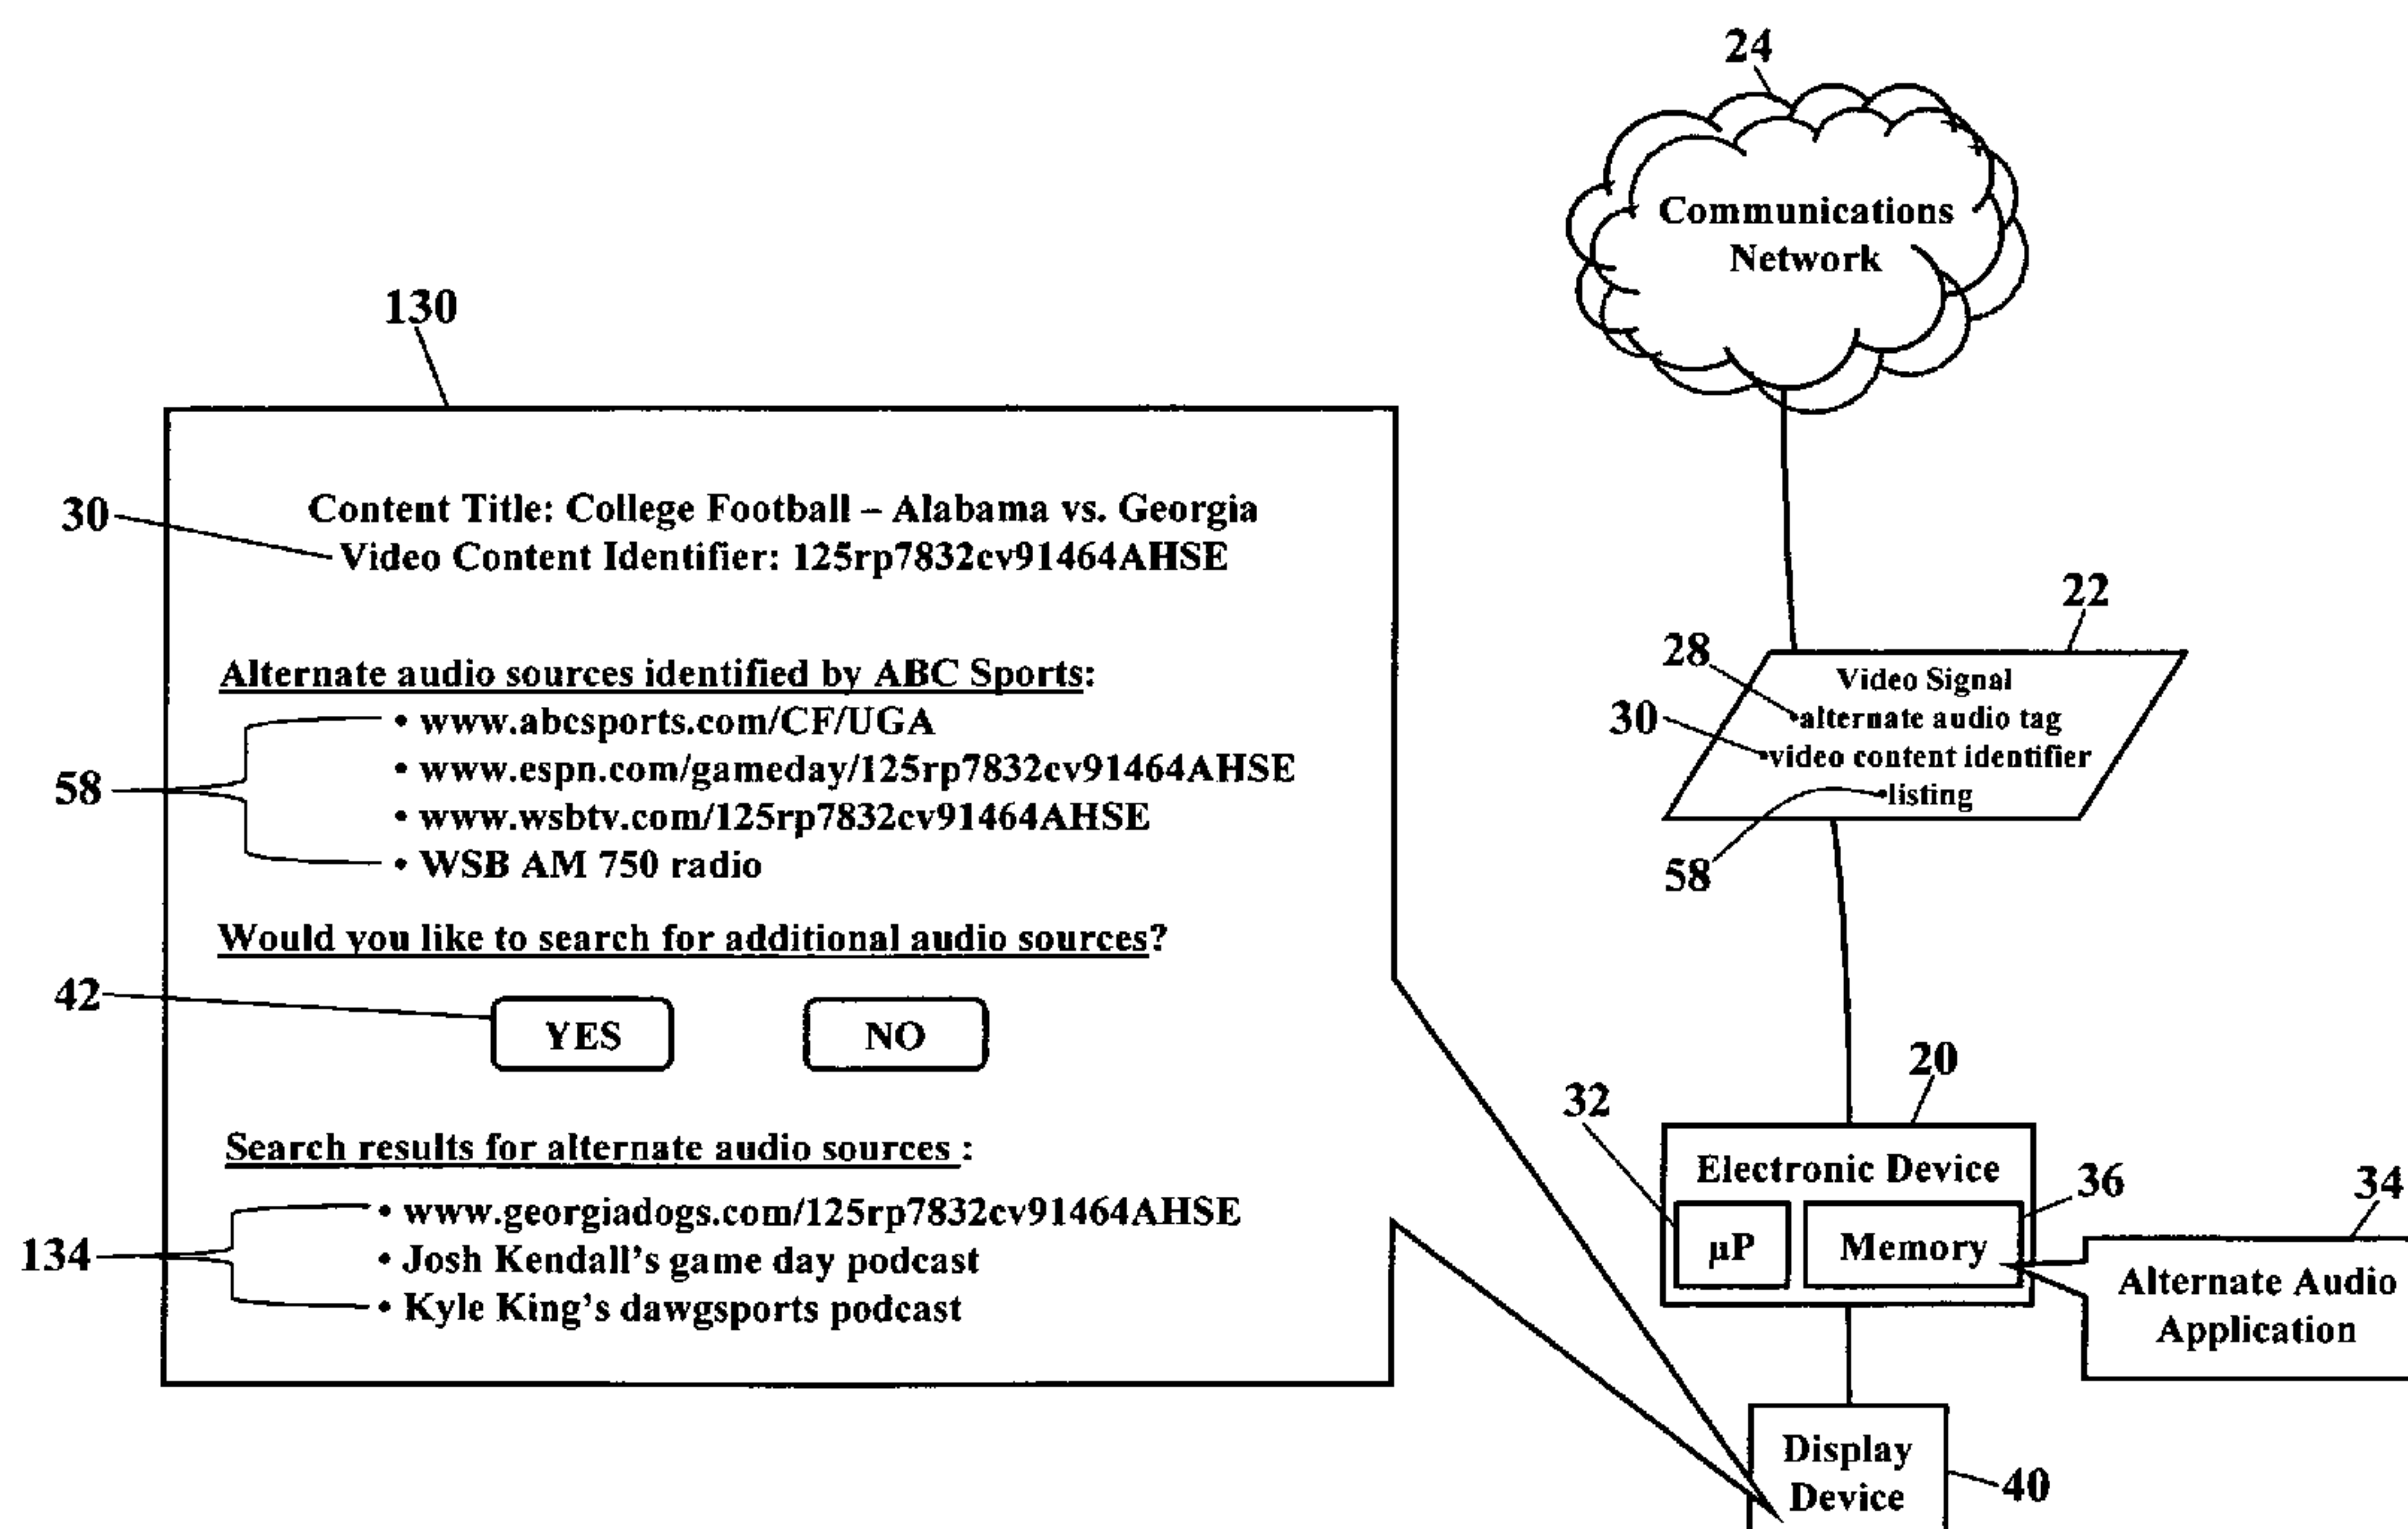 24
Communications
Network
130
30
Content Title: College Football – Alabama vs. Georgia
Video Content Identifier: 125rp7832cv91464AHSE
Alternate audio sources identified by ABC Sports:
58
• www.abcsports.com/CF/UGA
• www.espn.com/gameday/125rp7832cv91464AHSE
• www.wsbtv.com/125rp7832cv91464AHSE
• WSB AM 750 radio
Would you like to search for additional audio sources?
42
YES
NO
Search results for alternate audio sources :
134
• www.georgiadogs.com/125rp7832cv91464AHSE
• Josh Kendall's game day podcast
• Kyle King's dawgsports podcast
22
28
30
58
Video Signal
•alternate audio tag
•video content identifier
•listing
20
32
Electronic Device
36
34
µP
Memory
Alternate Audio
Application
Display
Device
40